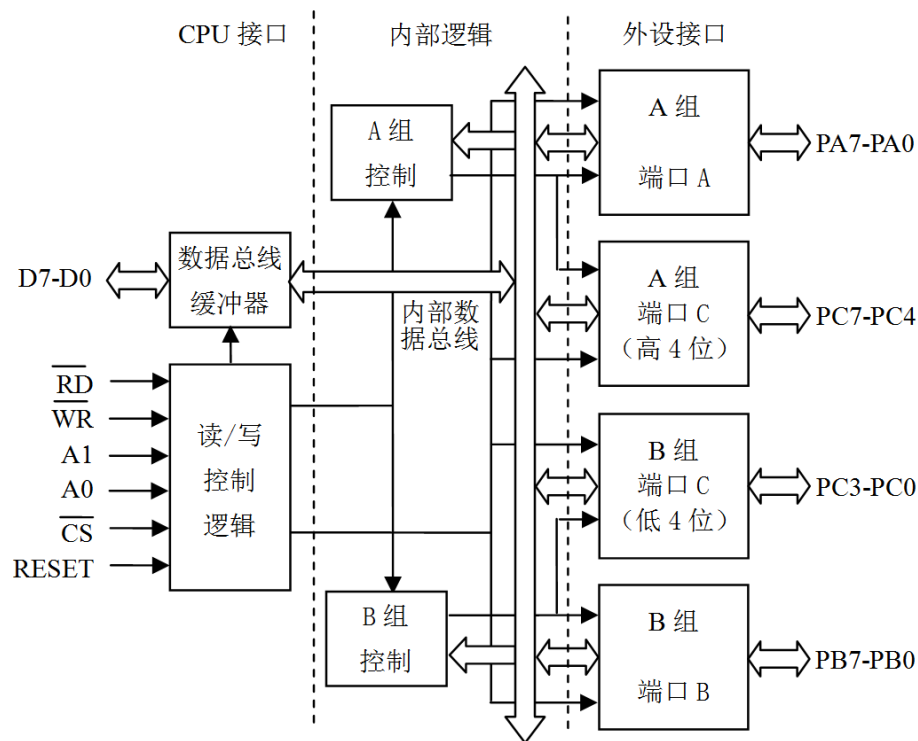 CPU 接口
内部逻辑
外设接口
A 组
控制
A 组
端口 A
PA7-PA0
D7-D0
数据总线
缓冲器
内部数据
总线
A 组
端口 C
（高 4 位）
PC7-PC4
RD
WR
A1
A0
CS
RESET
读/写
控制
逻辑
B 组
端口 C
（低 4 位）
PC3-PC0
B 组
控制
B 组
端口 B
PB7-PB0